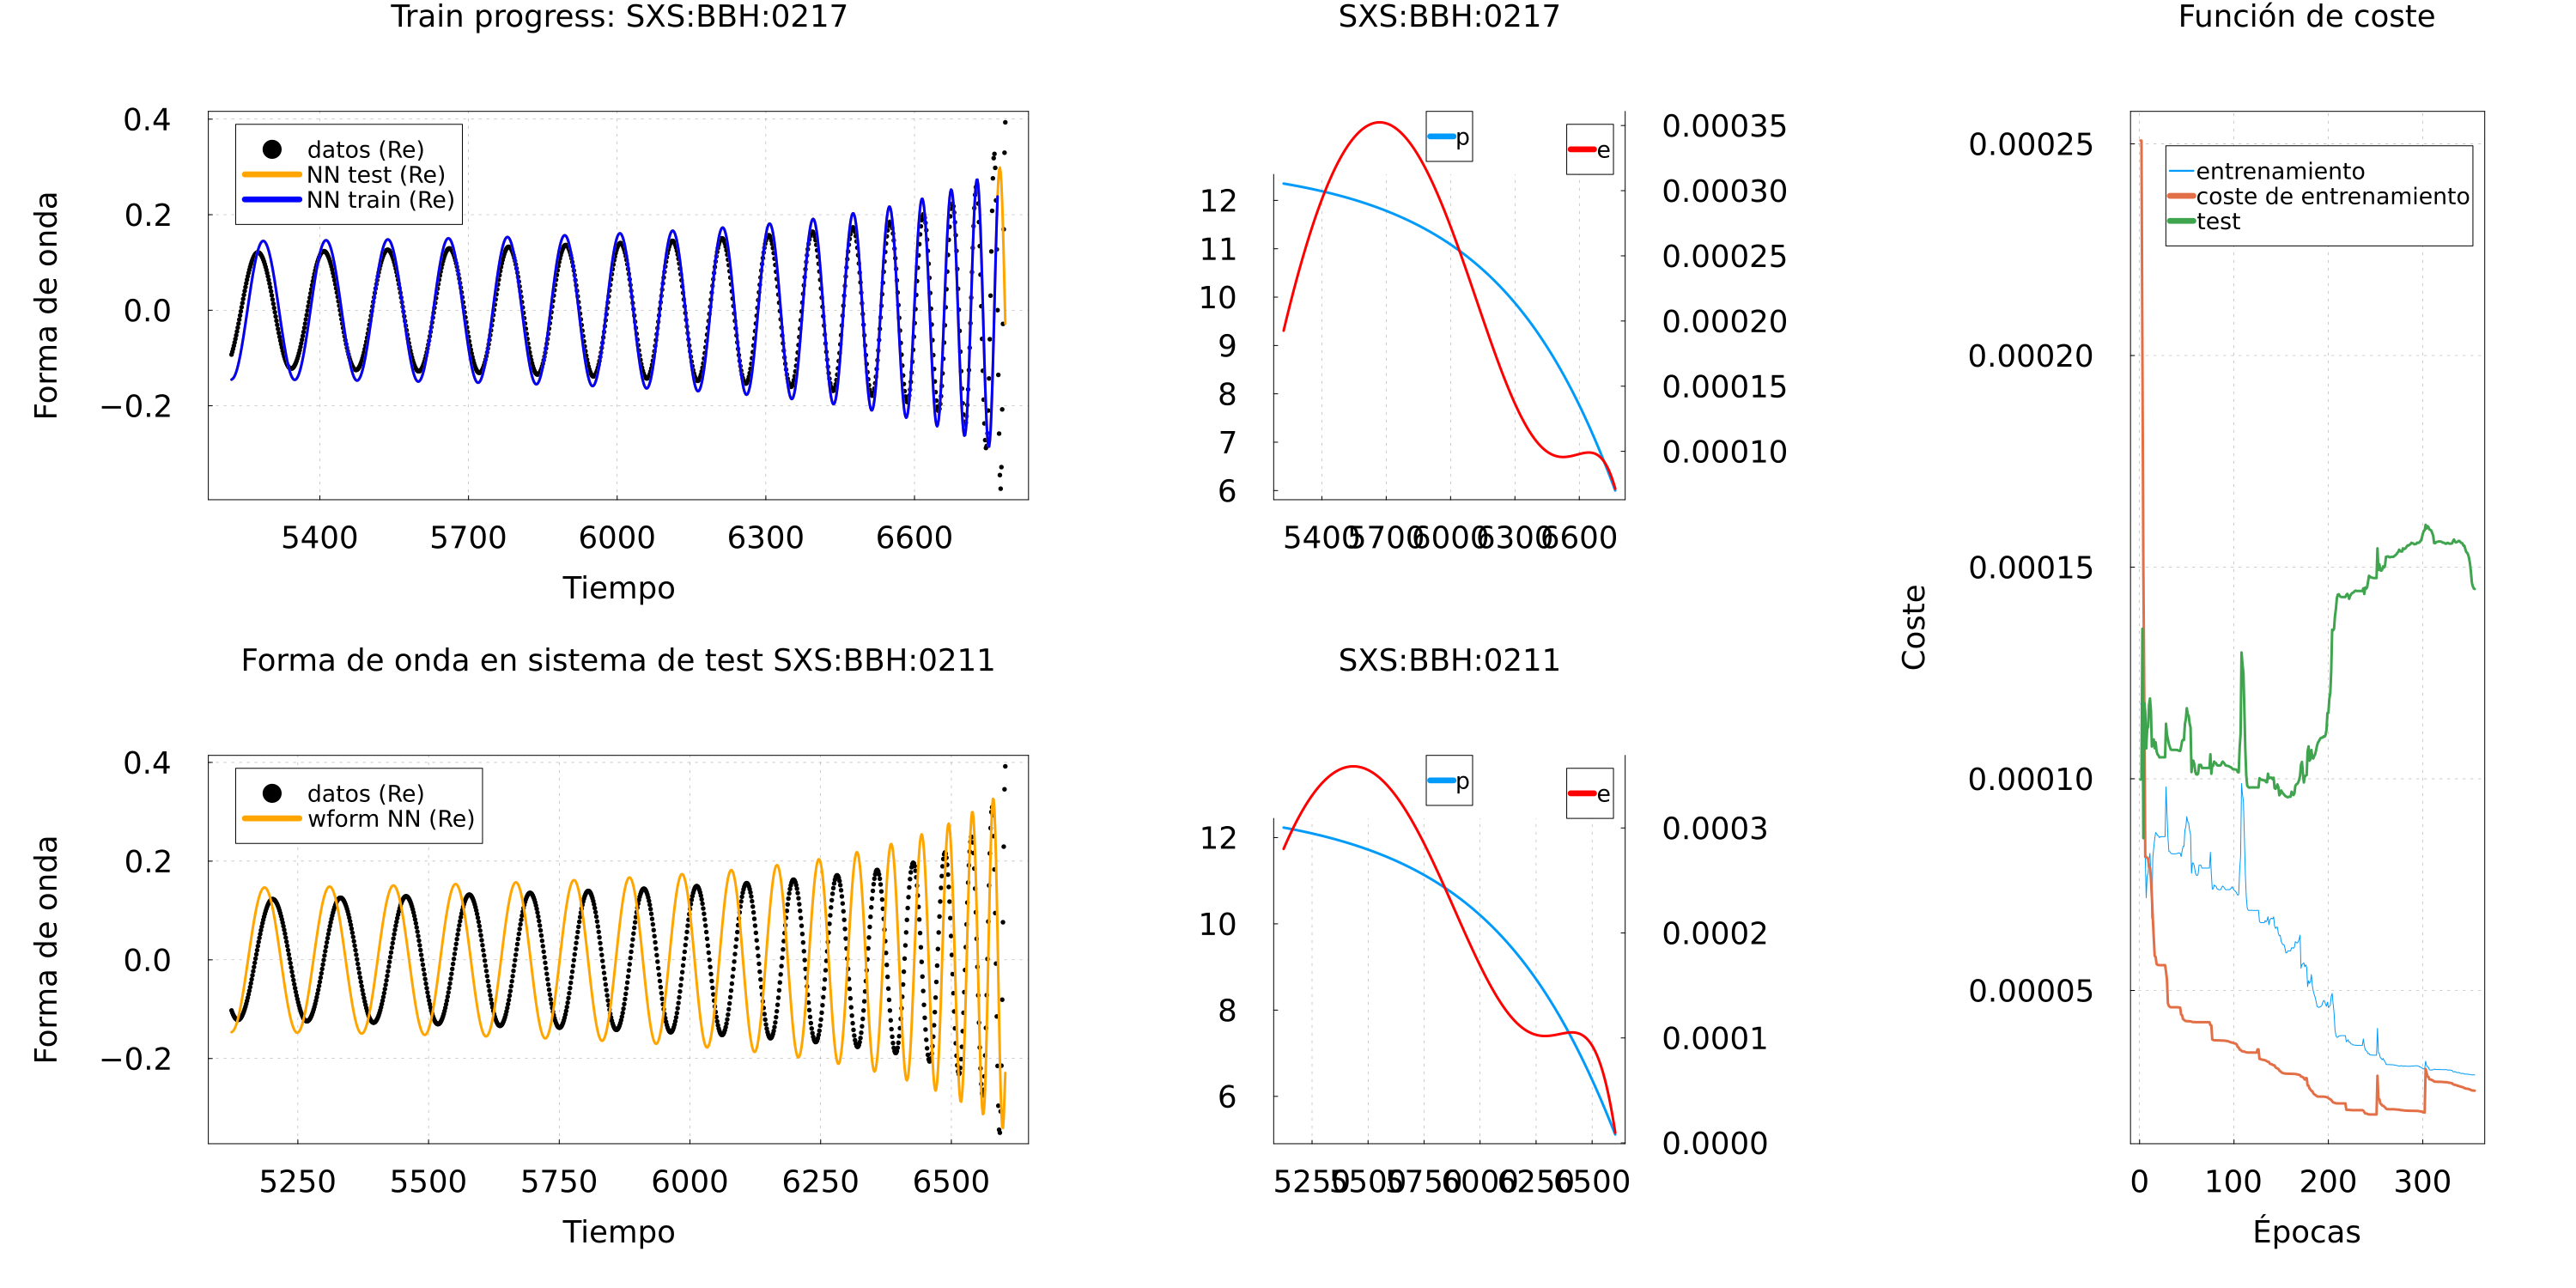 Train progress: SXS:BBH:0217
Forma de onda
0.4
0.2
0.0
−0.2
datos (Re)
NN test (Re)
NN train (Re)
5400 5700 6000 6300 6600
Tiempo
SXS:BBH:0217
12
11
10
9
8
7
6
p
e
0.00035
0.00030
0.00025
0.00020
0.00015
0.00010
5400 5700 6000 6300 6600
Forma de onda en sistema de test SXS:BBH:0211
Forma de onda
0.4
0.2
0.0
−0.2
datos (Re)
wform NN (Re)
5250 5500 5750 6000 6250 6500
Tiempo
SXS:BBH:0211
12
10
8
6
p
e
0.0003
0.0002
0.0001
0.0000
5250 5500 5750 6000 6250 6500
Función de coste
Coste
0.00025
0.00020
0.00015
0.00010
0.00005
entrenamiento
coste de entrenamiento
test
0 100 200 300
Épocas